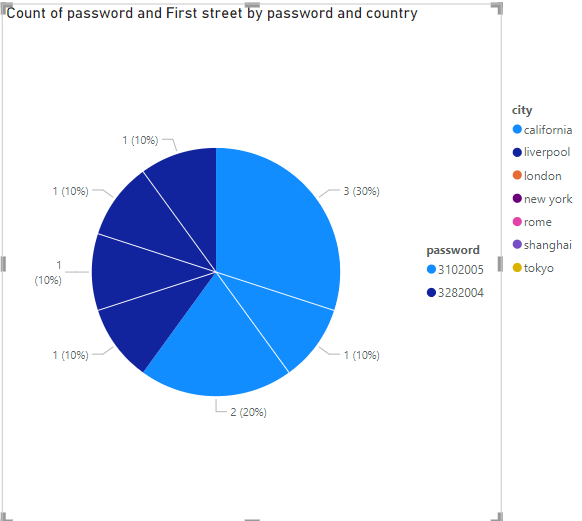 Count of password and First street by password and country
1 (10%)
3 (30%)
1 (10%)
1
(10%)
1 (10%)
1 (10%)
2 (20%)
password
3102005
3282004
city
california
liverpool
london
new york
rome
shanghai
tokyo